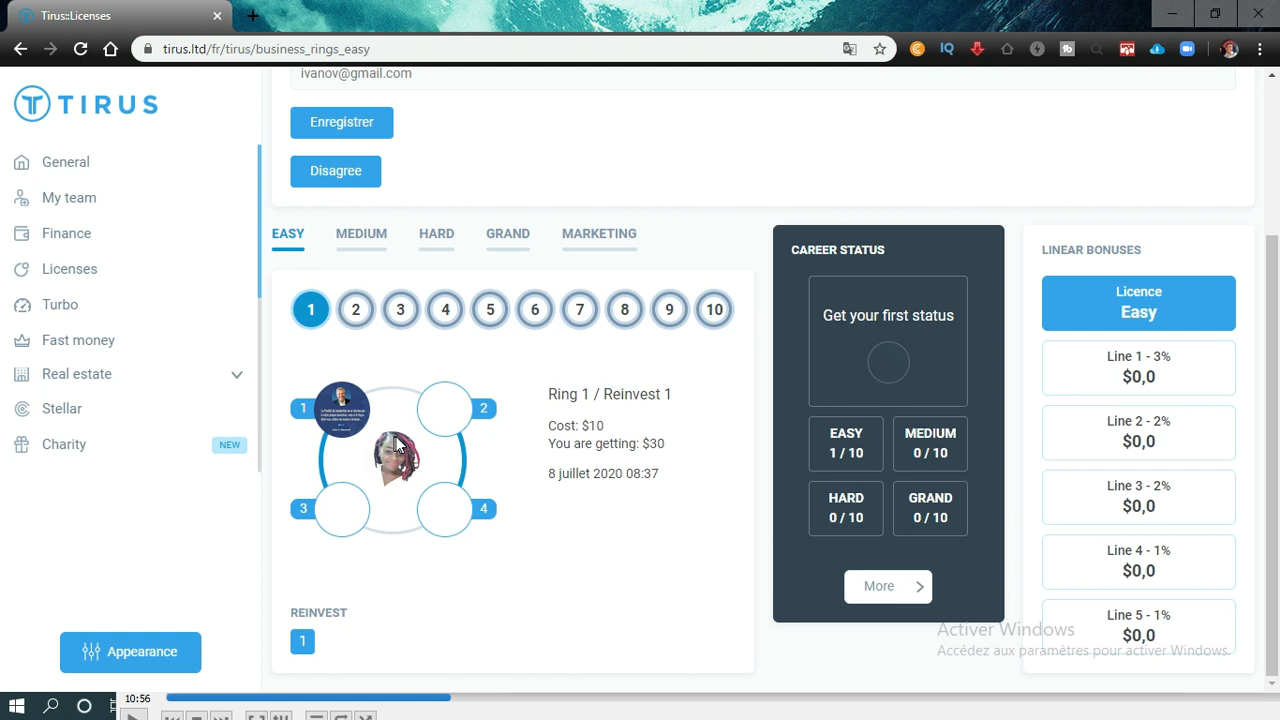 Tirus::Licenses
tirus.ltd/fr/tirus/business_rings_easy
TIRUS
General
My team
Finance
Licenses
Turbo
Fast money
Real estate
Stellar
Charity
NEW
Appearance
ivanov@gmail.com
Enregistrer
Disagree
EASY MEDIUM HARD GRAND MARKETING
1 2 3 4 5 6 7 8 9 10
1 2
3 4
Ring 1 / Reinvest 1
Cost: $10
You are getting: $30
8 juillet 2020 08:37
REINVEST
1
CAREER STATUS
Get your first status
EASY MEDIUM
1 / 10 0 / 10
HARD GRAND
0 / 10 0 / 10
More
LINEAR BONUSES
Licence
Easy
Line 1 - 3%
$0,0
Line 2 - 2%
$0,0
Line 3 - 2%
$0,0
Line 4 - 1%
$0,0
Line 5 - 1%
$0,0
Activer Windows
Accédez aux paramètres pour activer Windows.
10:56